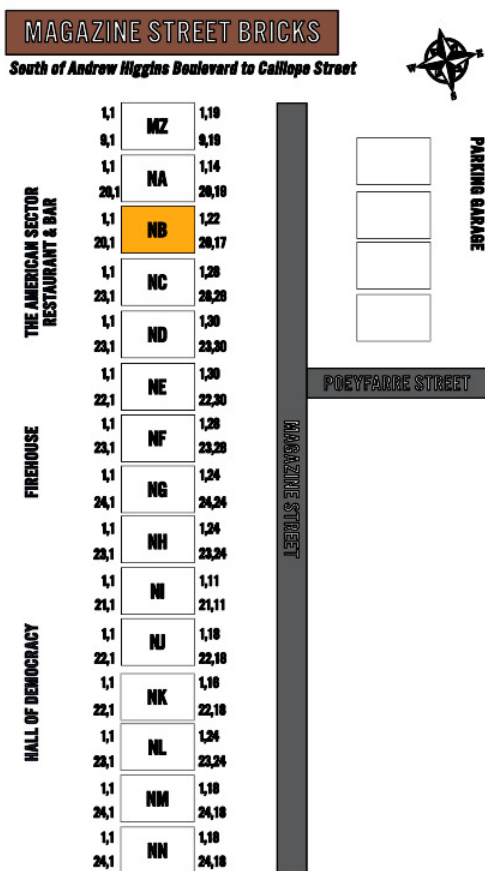 MAGAZINE STREET BRICKS
South of Andrew Higgins Boulevard to Calliope Street
1,1 MZ 1,19
9,1 9,19
1,1 NA 1,14
20,1 20,18
1,1 NB 1,22
20,1 20,17
1,1 NC 1,28
23,1 28,28
1,1 ND 1,30
23,1 23,30
1,1 NE 1,30
22,1 22,30
1,1 NF 1,28
23,1 23,28
1,1 NG 1,24
24,1 24,24
1,1 NH 1,24
23,1 23,24
1,1 NI 1,11
21,1 21,11
1,1 NJ 1,18
22,1 22,18
1,1 NK 1,16
22,1 22,18
1,1 NL 1,24
23,1 23,24
1,1 NM 1,18
24,1 24,18
1,1 NN 1,18
24,1 24,18
THE AMERICAN SECTOR
RESTAURANT & BAR
FIREHOUSE
HALL OF DEMOCRACY
MAGAZINE STREET
POEYFARRE STREET
PARKING GARAGE